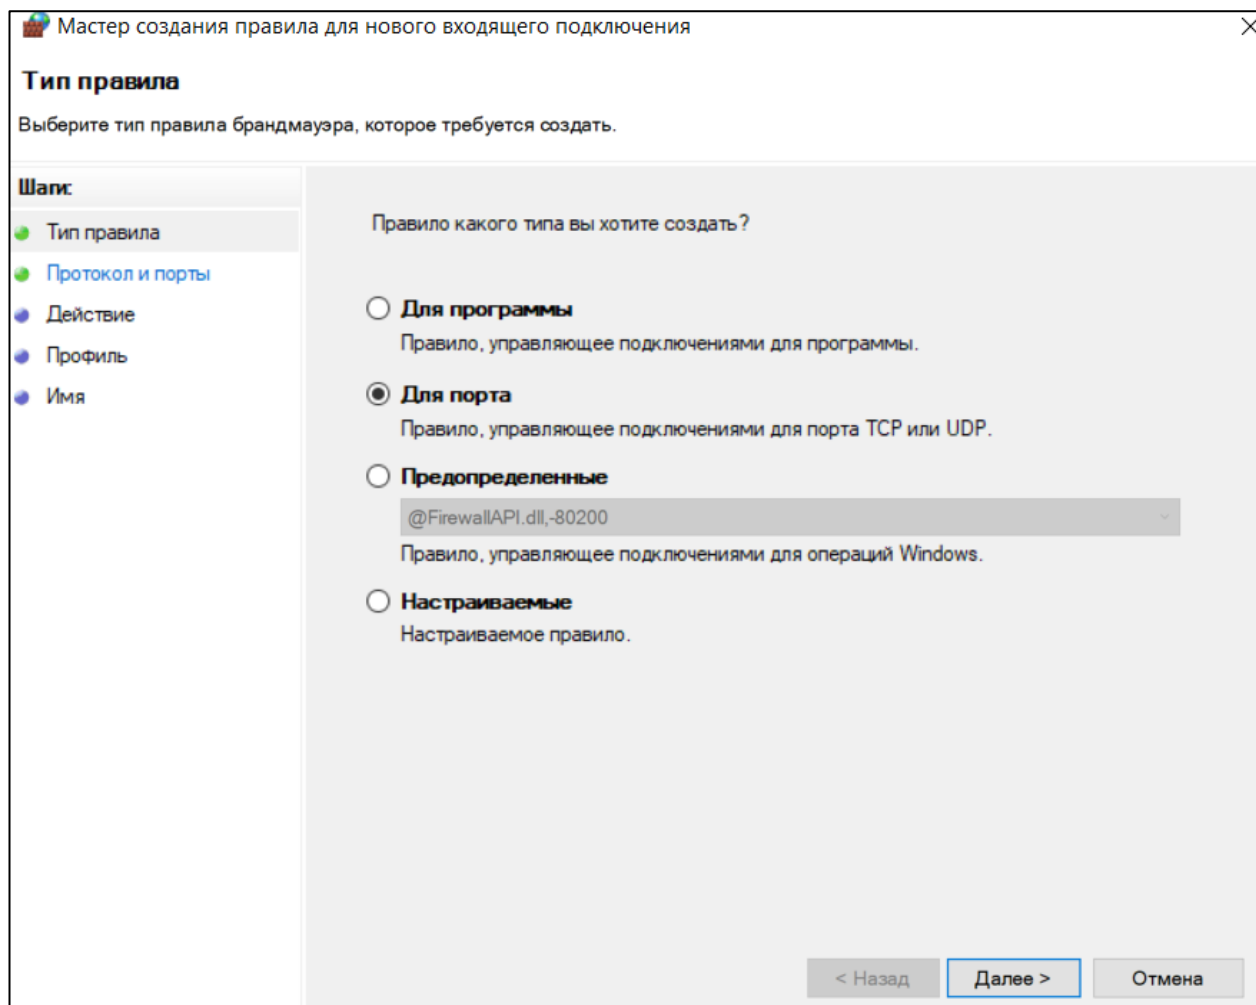 Мастер создания правила для нового входящего подключения
Тип правила
Выберите тип правила брандмауэра, которое требуется создать.
Шаги:
Тип правила
Протокол и порты
Действие
Профиль
Имя
Правило какого типа вы хотите создать?
Для программы
Правило, управляющее подключениями для программы.
Для порта
Правило, управляющее подключениями для порта TCP или UDP.
Предопределенные
@FirewallAPI.dll,-80200
Правило, управляющее подключениями для операций Windows.
Настраиваемые
Настраиваемое правило.
< Назад
Далее >
Отмена